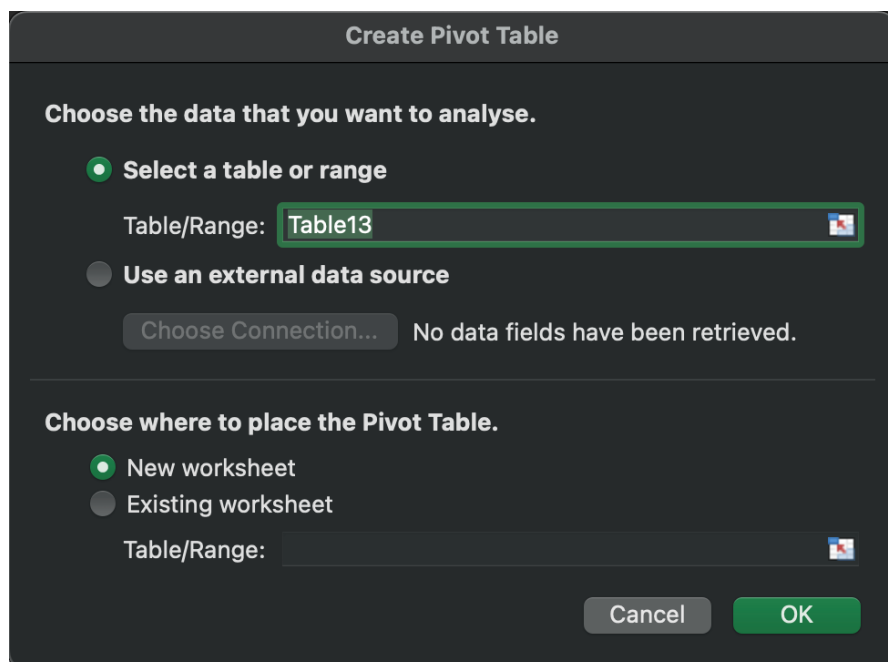 Create Pivot Table
Choose the data that you want to analyse.
Select a table or range
Table/Range: Table13
Use an external data source
Choose Connection... No data fields have been retrieved.
Choose where to place the Pivot Table.
New worksheet
Existing worksheet
Table/Range:
Cancel OK